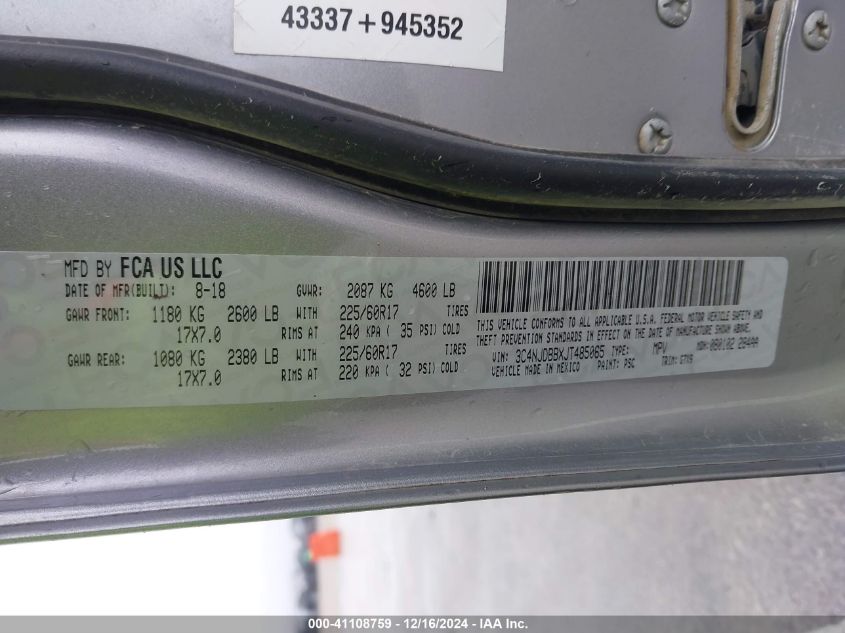 43337+945352
MFD BY FCA US LLC
DATE OF MFR(BUILT): 8-18 GVWR: 2087 KG 4600 LB
GAWR FRONT: 1180 KG 2600 LB WITH 225/60R17 TIRES
17X7.0 RIMS AT 240 KPA ( 35 PSI) COLD
GAWR REAR: 1080 KG 2380 LB WITH 225/60R17 TIRES
17X7.0 RIMS AT 220 KPA ( 32 PSI) COLD
THIS VEHICLE CONFORMS TO ALL APPLICABLE U.S.A. FEDERAL MOTOR VEHICLE SAFETY AND
THEFT PREVENTION STANDARDS IN EFFECT ON THE DATE OF MANUFACTURE SHOWN ABOVE.
VIN: 3C4NJDBBXJT485065 TYPE: MPV MDH: 080102 284AA
VEHICLE MADE IN MEXICO PAINT: PSC TRIM:
000-41108759 / 12/16/2024 - IAA Inc.